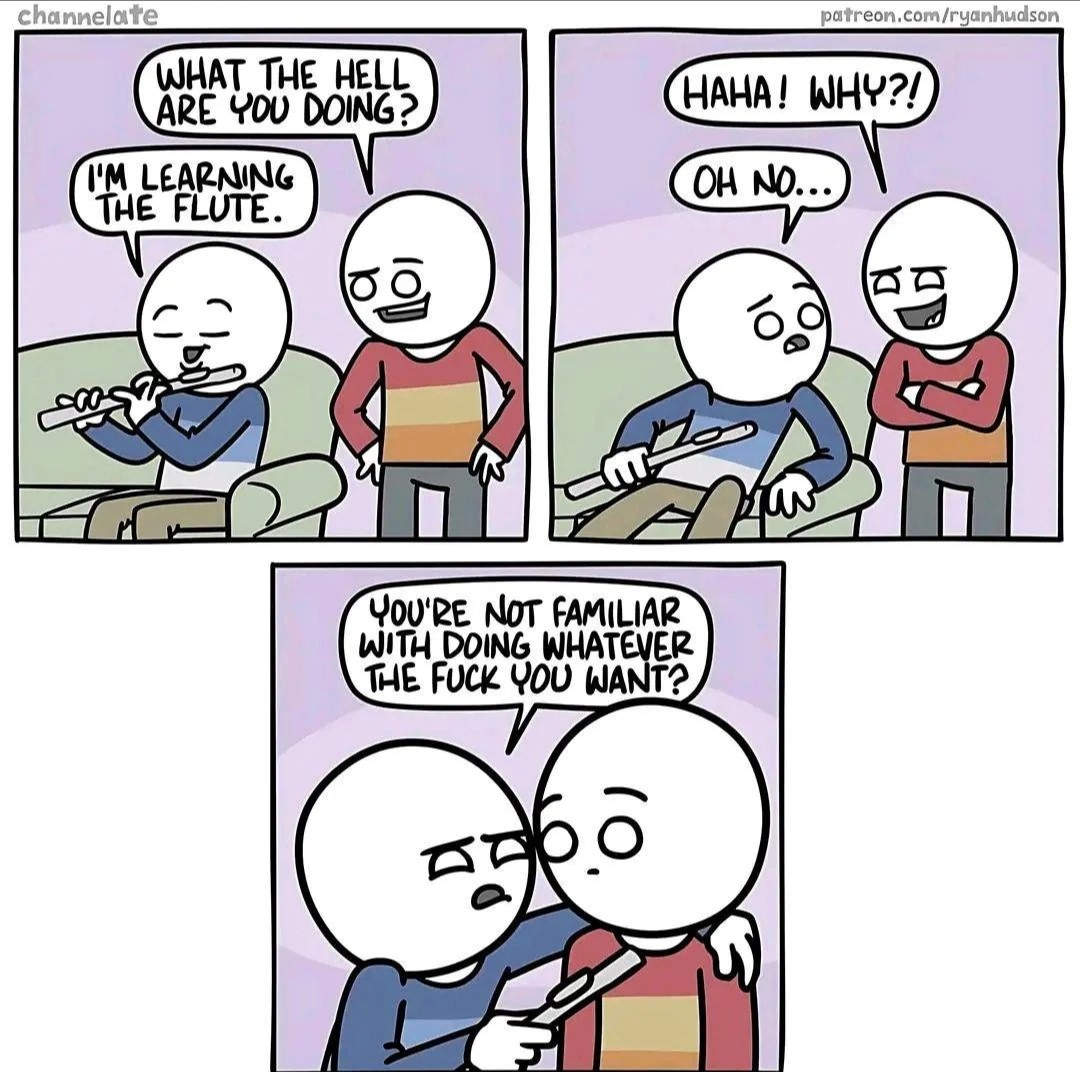 channelate
patreon.com/ryanhudson
WHAT THE HELL
ARE YOU DOING?
I'M LEARNING
THE FLUTE.
HAHA! WHY?!
OH NO...
YOU'RE NOT FAMILIAR
WITH DOING WHATEVER
THE FUCK YOU WANT?